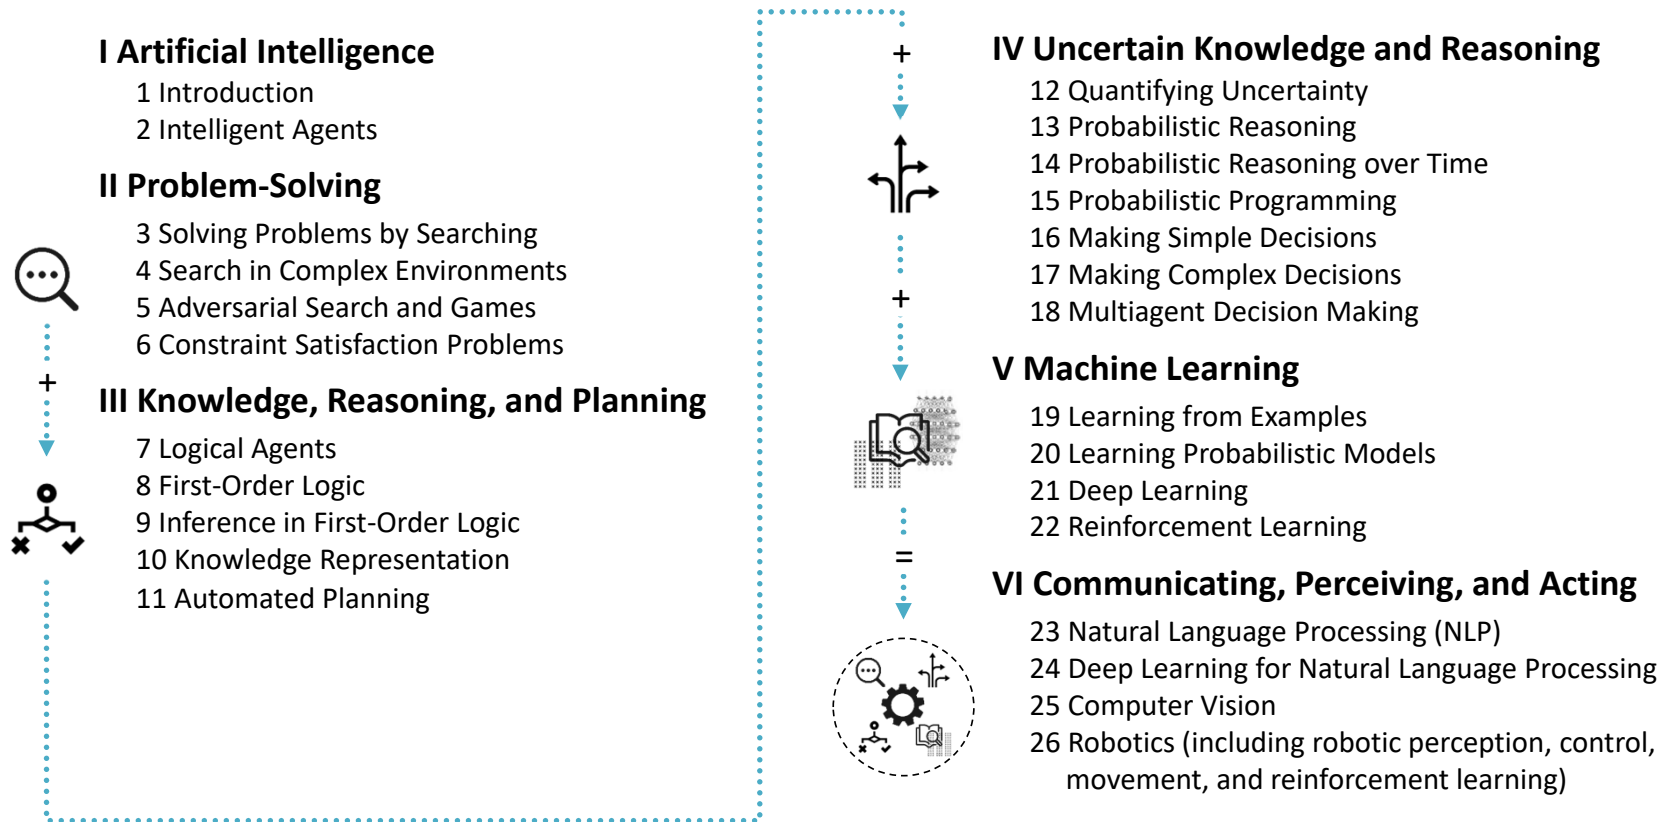 I Artificial Intelligence
1 Introduction
2 Intelligent Agents
II Problem-Solving
3 Solving Problems by Searching
4 Search in Complex Environments
5 Adversarial Search and Games
6 Constraint Satisfaction Problems
+
III Knowledge, Reasoning, and Planning
7 Logical Agents
8 First-Order Logic
9 Inference in First-Order Logic
10 Knowledge Representation
11 Automated Planning
+
IV Uncertain Knowledge and Reasoning
12 Quantifying Uncertainty
13 Probabilistic Reasoning
14 Probabilistic Reasoning over Time
15 Probabilistic Programming
16 Making Simple Decisions
17 Making Complex Decisions
18 Multiagent Decision Making
+
V Machine Learning
19 Learning from Examples
20 Learning Probabilistic Models
21 Deep Learning
22 Reinforcement Learning
=
VI Communicating, Perceiving, and Acting
23 Natural Language Processing (NLP)
24 Deep Learning for Natural Language Processing
25 Computer Vision
26 Robotics (including robotic perception, control,
movement, and reinforcement learning)